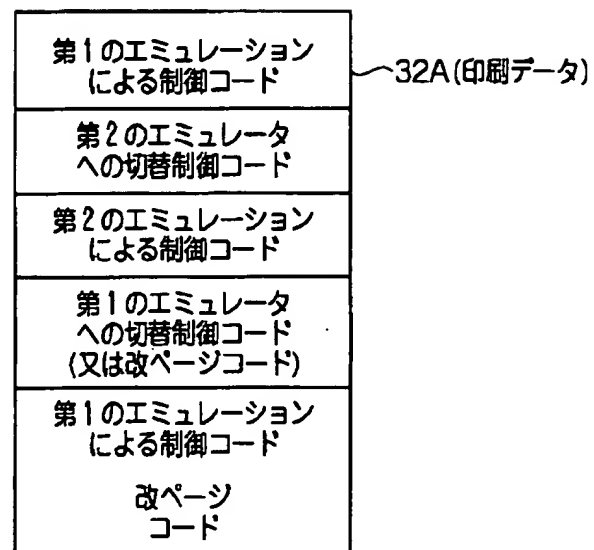 第1のエミュレーション
による制御コード
32A(印刷データ)
第2のエミュレータ
への切替制御コード
第2のエミュレーション
による制御コード
第1のエミュレータ
への切替制御コード
(又は改ページコード)
第1のエミュレーション
による制御コード
改ページ
コード